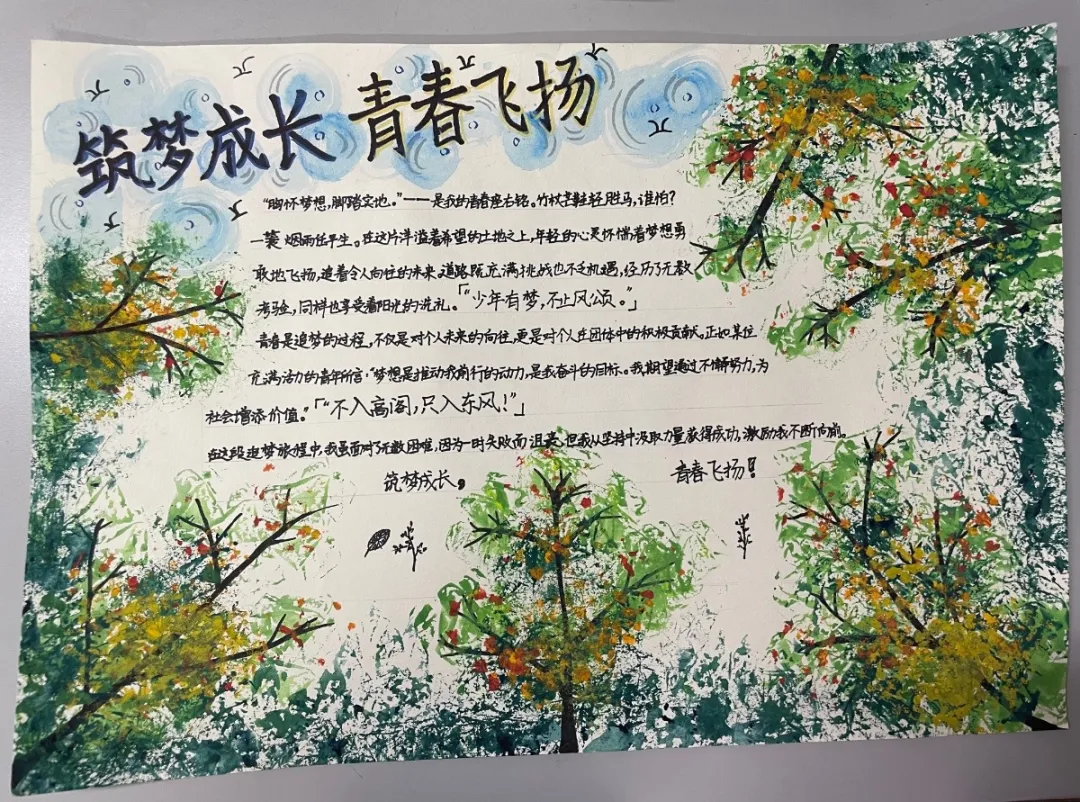 筑梦成长 青春飞扬
“胸怀梦想,脚踏实地。”——是我的青春座右铭。竹杖芒鞋轻胜马,谁怕?
一蓑烟雨任平生。在这片洋溢着希望的土地之上,年轻的心灵怀揣着梦想勇
敢地飞扬,追着令人向往的未来。道路既充满挑战也不乏机遇,经历了无数
考验,同样也享受着阳光的洗礼。「“少年有梦,不止风颂。”」
青春是追梦的过程,不仅是对个人未来的向往,更是对个人在团体中的积极贡献。正如某位
充满活力的青年所言:“梦想是推动我前行的动力,是我奋斗的目标。我期望通过不懈努力,为
社会增添价值。”「“不入高阁,只入东风!”」
在这段追梦旅程中,我虽面对无数困难,因为一时失败而沮丧,但我从坚持中汲取力量获得成功,激励我不断向前。
筑梦成长, 青春飞扬!